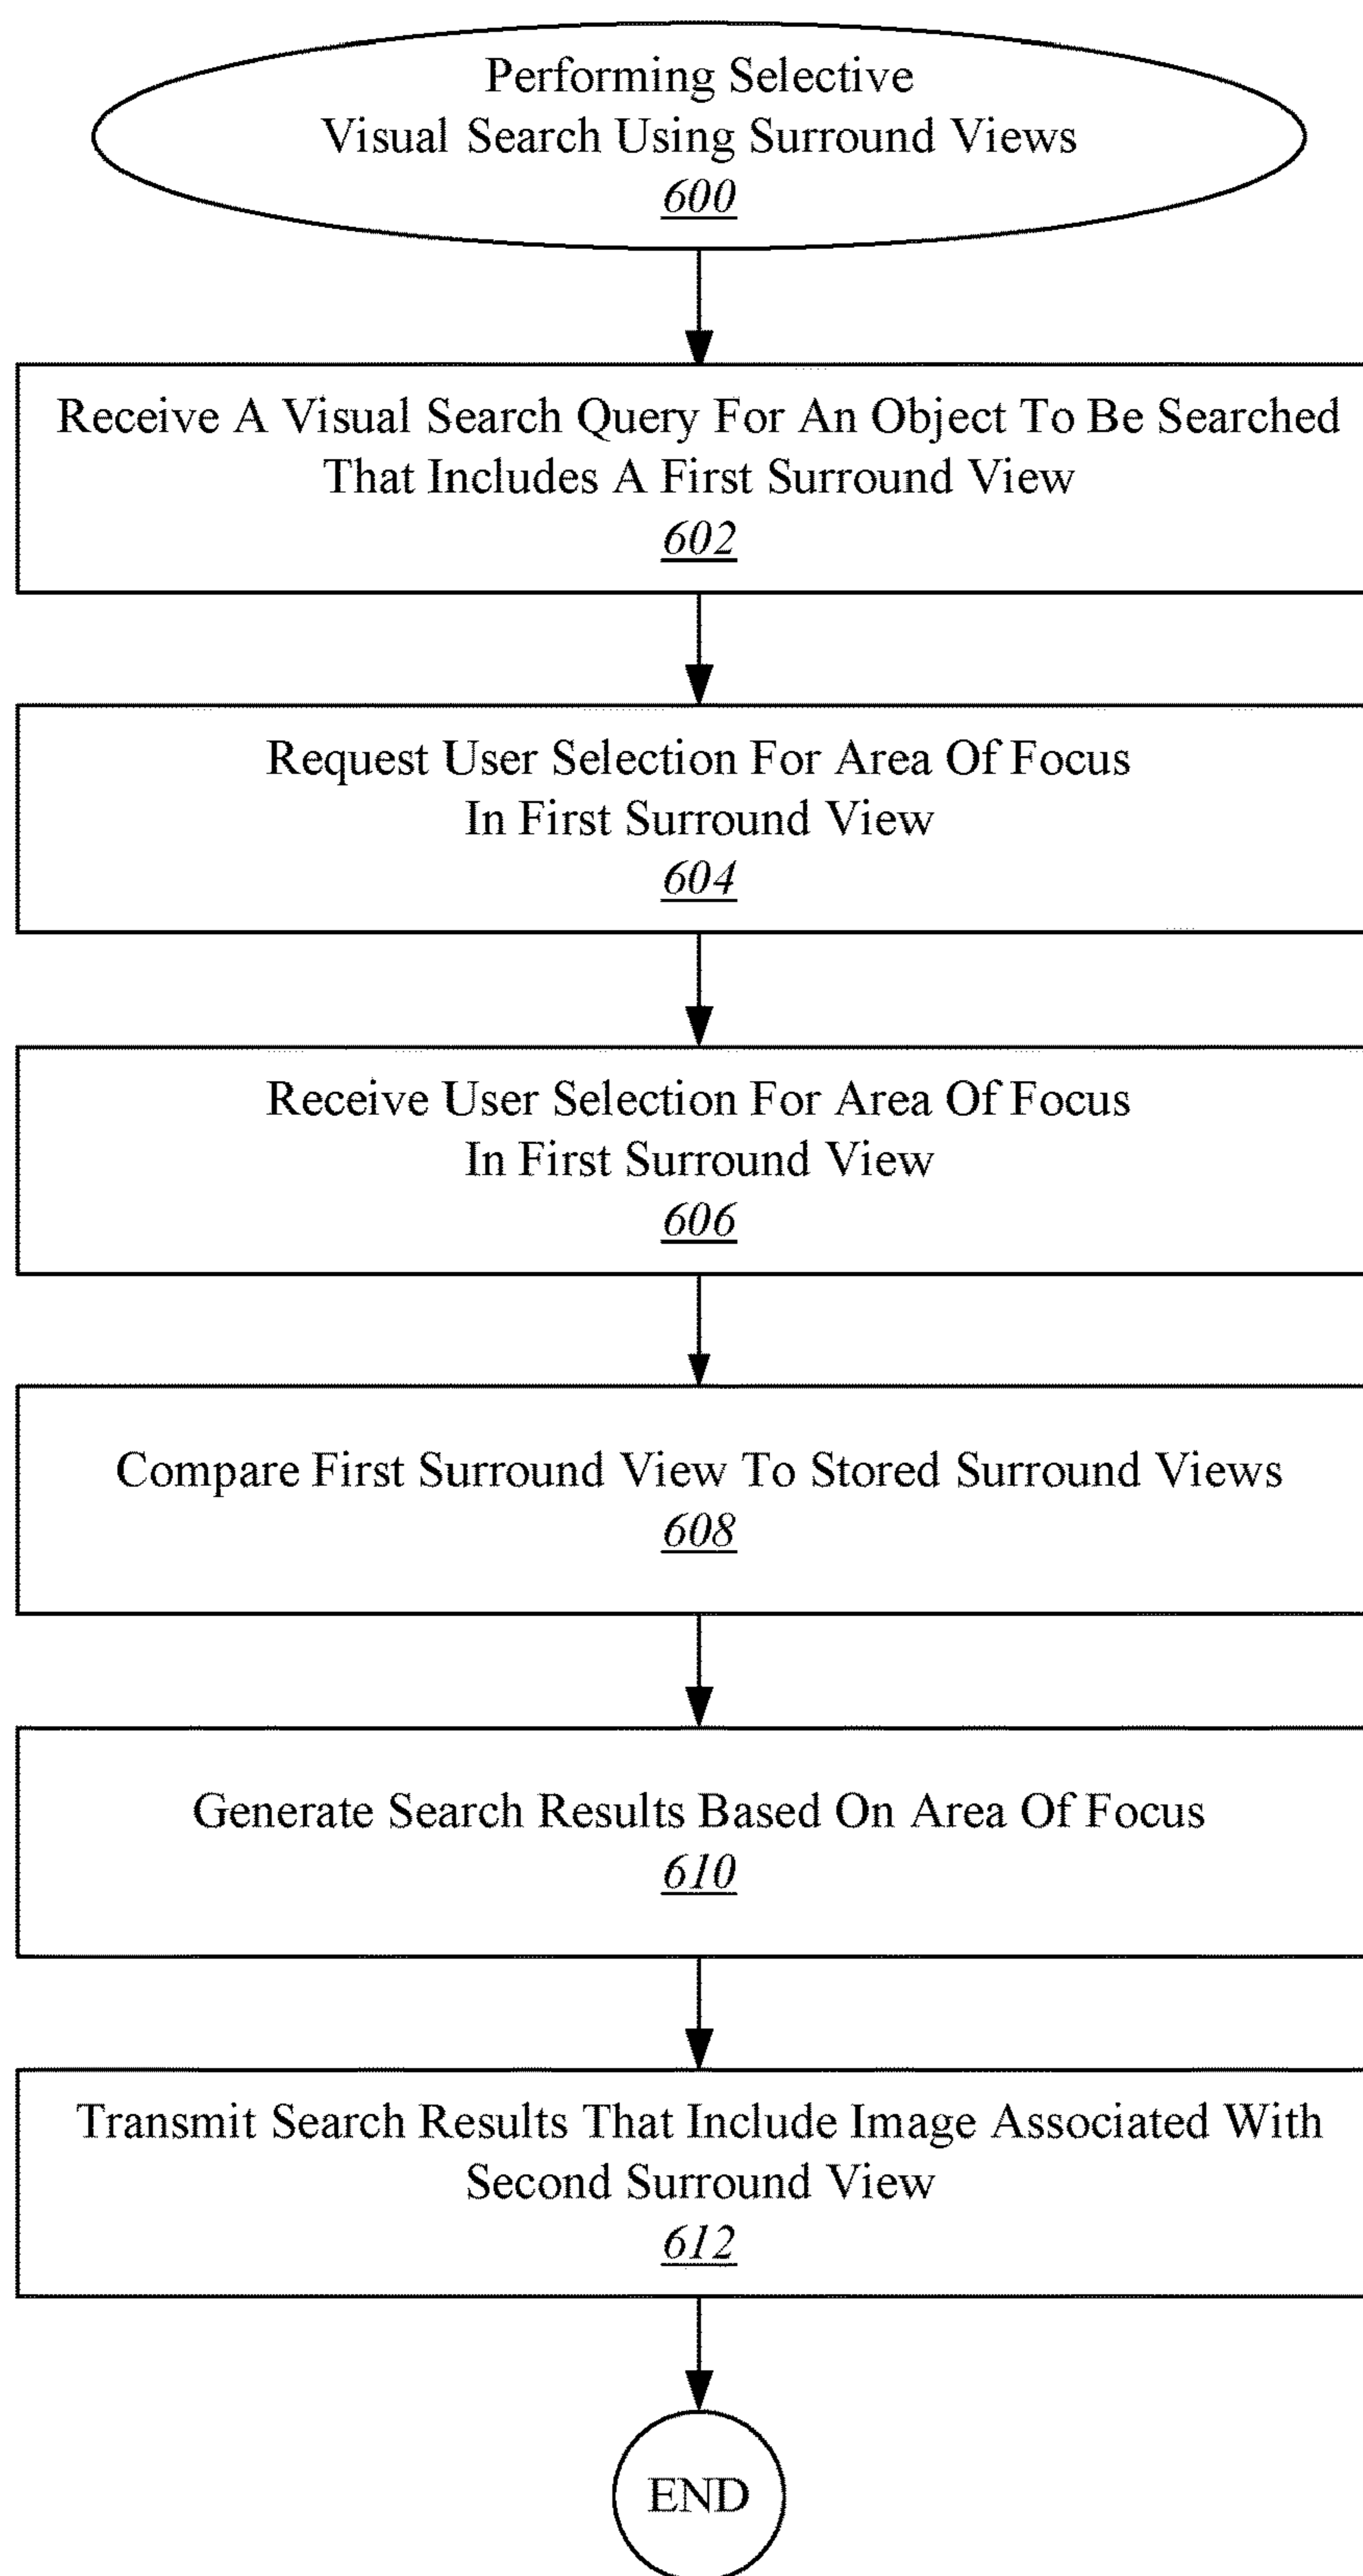 Performing Selective
Visual Search Using Surround Views
600
Receive A Visual Search Query For An Object To Be Searched
That Includes A First Surround View
602
Request User Selection For Area Of Focus
In First Surround View
604
Receive User Selection For Area Of Focus
In First Surround View
606
Compare First Surround View To Stored Surround Views
608
Generate Search Results Based On Area Of Focus
610
Transmit Search Results That Include Image Associated With
Second Surround View
612
END